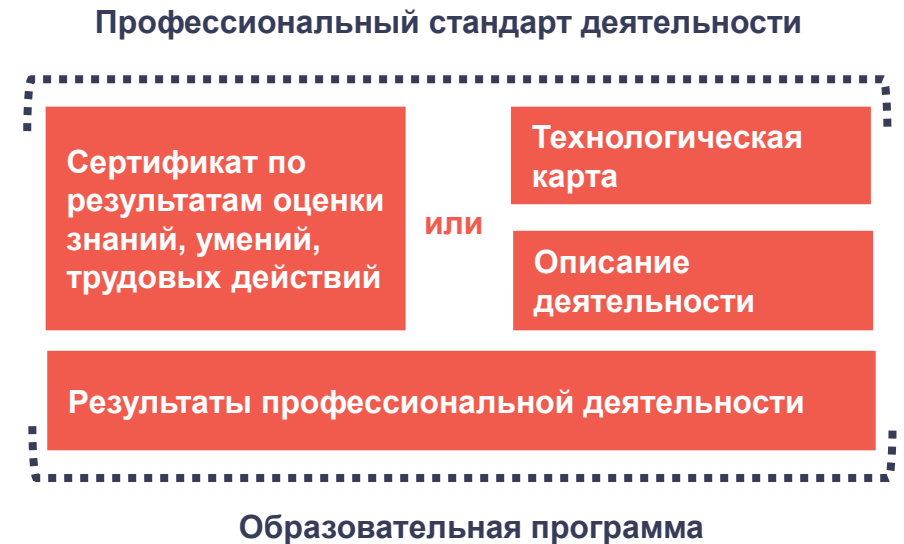 Профессиональный стандарт деятельности
Сертификат по
результатам оценки
знаний, умений,
трудовых действий
или
Технологическая
карта
Описание
деятельности
Результаты профессиональной деятельности
Образовательная программа